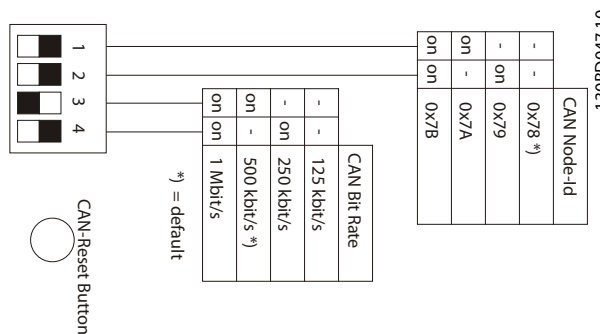 CAN Node-Id
- - 0x78 *)
- on 0x79
on - 0x7A
on on 0x7B
CAN Bit Rate
- - 125 kbit/s
- on 250 kbit/s
on - 500 kbit/s *)
on on 1 Mbit/s
*) = default
1 2 3 4
CAN-Reset Button